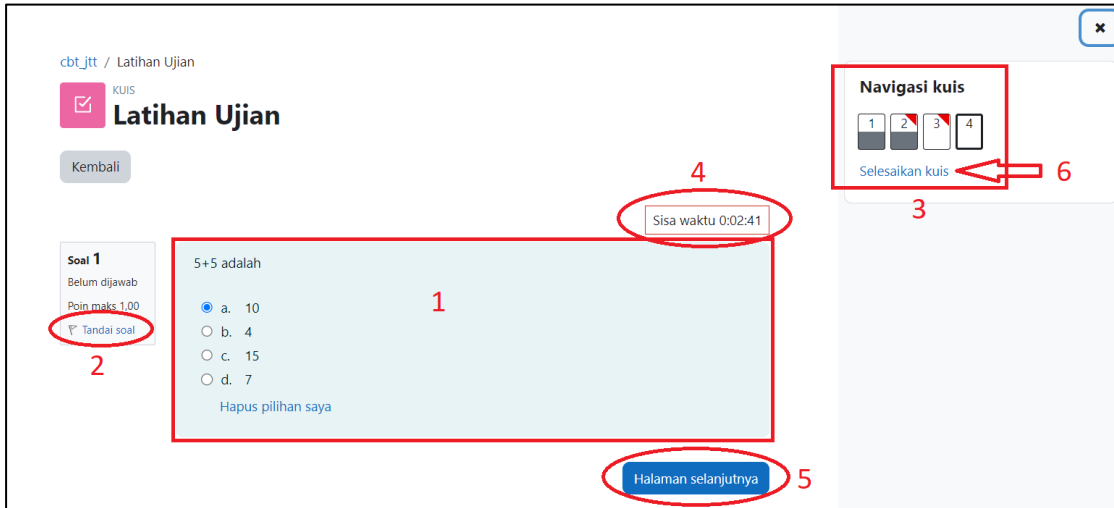 cbt_jtt / Latihan Ujian
KUIS
Latihan Ujian
Kembali
4
Sisa waktu 0:02:41
Soal 1
Belum dijawab
Poin maks 1,00
Tandai soal
2
5+5 adalah
1
a. 10
b. 4
c. 15
d. 7
Hapus pilihan saya
Halaman selanjutnya
5
Navigasi kuis
1 2 3 4
Selesaikan kuis
6
3